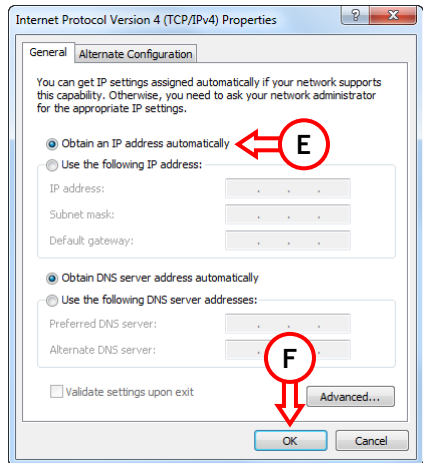 Internet Protocol Version 4 (TCP/IPv4) Properties
General Alternate Configuration
You can get IP settings assigned automatically if your network supports
this capability. Otherwise, you need to ask your network administrator
for the appropriate IP settings.
Obtain an IP address automatically E
Use the following IP address:
IP address: . . .
Subnet mask: . . .
Default gateway: . . .
Obtain DNS server address automatically
Use the following DNS server addresses:
Preferred DNS server: . . .
Alternate DNS server: . . .
F
Validate settings upon exit Advanced...
OK Cancel